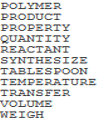 POLYMER
PRODUCT
PROPERTY
QUANTITY
REACTANT
SYNTHESIZE
TABLESPOON
TEMPERATURE
TRANSFER
VOLUME
WEIGH